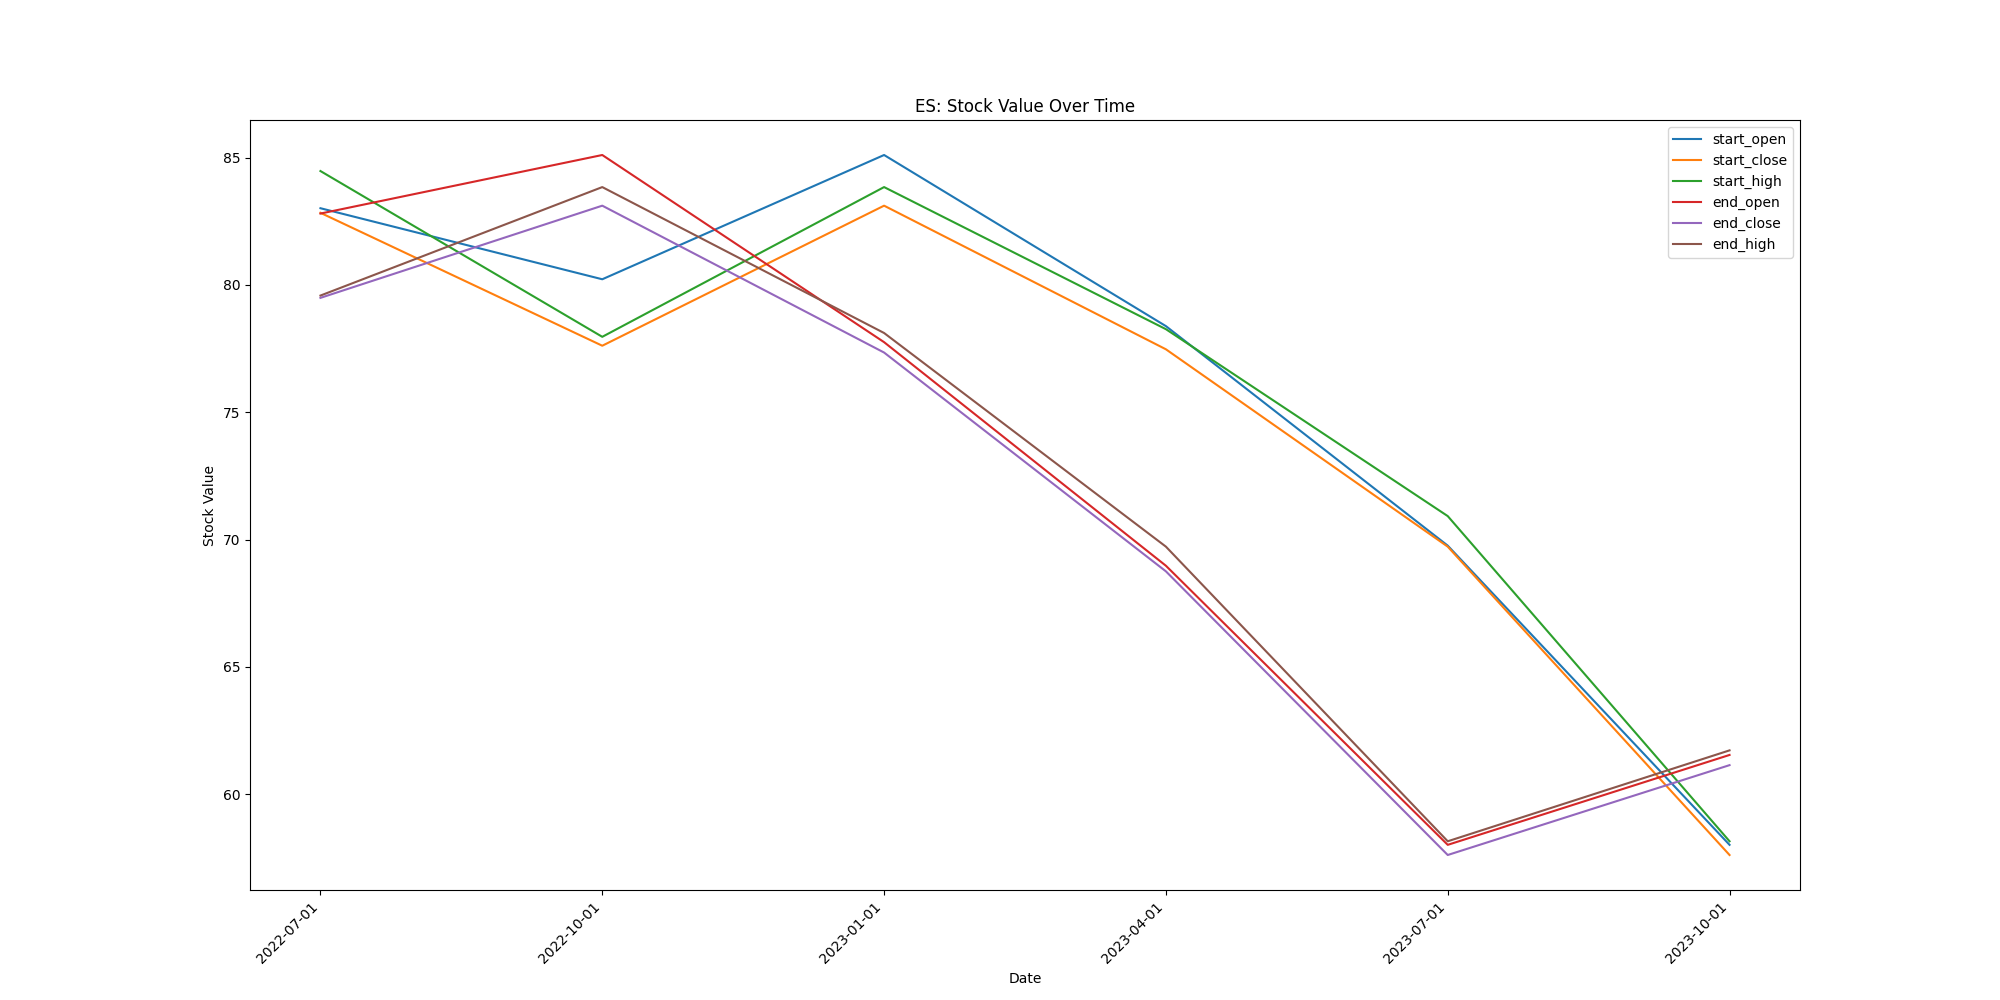 ES: Stock Value Over Time
start_open
start_close
start_high
end_open
end_close
end_high
Stock Value
85
80
75
70
65
60
2022-07-01
2022-10-01
2023-01-01
2023-04-01
2023-07-01
2023-10-01
Date